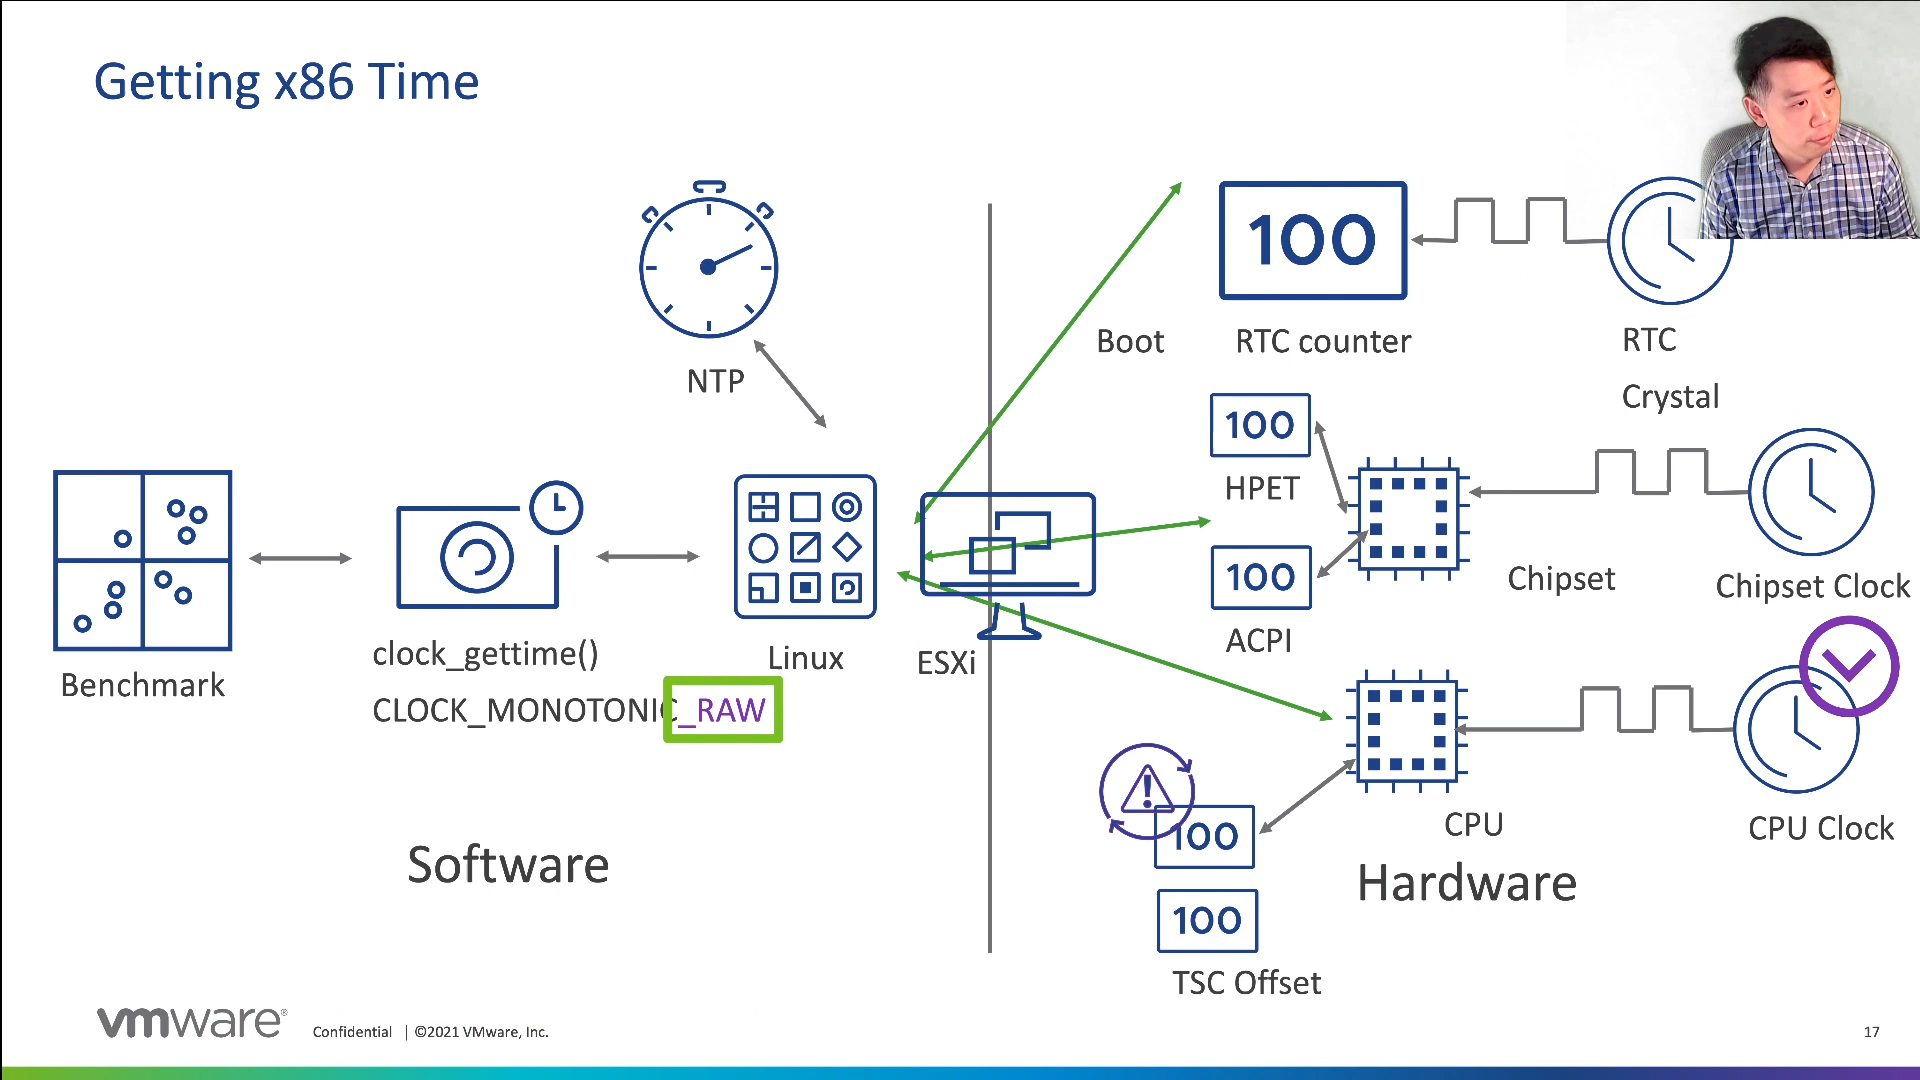 Getting x86 Time
100
Boot
RTC counter
RTC
Crystal
NTP
100
HPET
100
ACPI
Chipset
Chipset Clock
Benchmark
clock_gettime()
CLOCK_MONOTONIC_RAW
Linux
ESXi
100
CPU
CPU Clock
Software
Hardware
100
TSC Offset
vmware®
Confidential | ©2021 VMware, Inc.
17